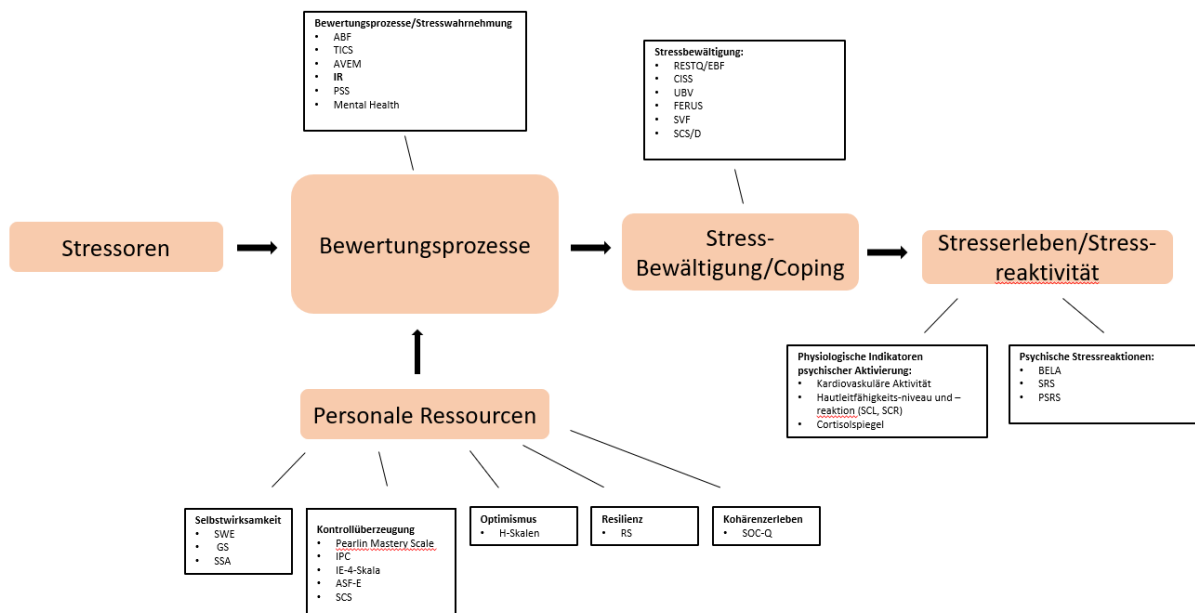 Bewertungsprozesse/Stresswahrnehmung
• ABF
• TICS
• AVEM
• IR
• PSS
• Mental Health
Stressbewältigung:
• RESTQ/EBF
• CISS
• UBV
• FERUS
• SVF
• SCS/D
Stressoren
Bewertungsprozesse
Stress-
Bewältigung/Coping
Stresserleben/Stress-
reaktivität
Personale Ressourcen
Physiologische Indikatoren
psychischer Aktivierung:
• Kardiovaskuläre Aktivität
• Hautleitfähigkeits-niveau und –
reaktion (SCL, SCR)
• Cortisolspiegel
Psychische Stressreaktionen:
• BELA
• SRS
• PSRS
Selbstwirksamkeit
• SWE
• GS
• SSA
Kontrollüberzeugung
• Pearlin Mastery Scale
• IPC
• IE-4-Skala
• ASF-E
• SCS
Optimismus
• H-Skalen
Resilienz
• RS
Kohärenzerleben
• SOC-Q